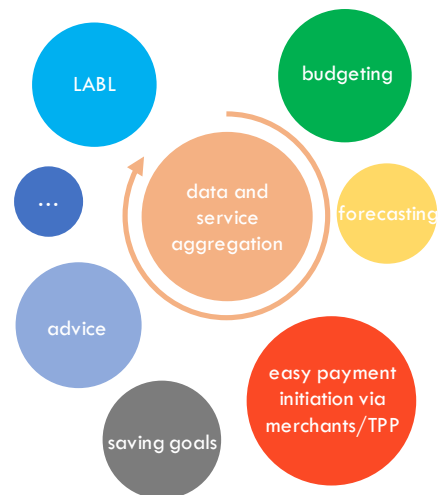 LABL
budgeting
data and
service
aggregation
...
forecasting
advice
easy payment
initiation via
merchants/TPP
saving goals